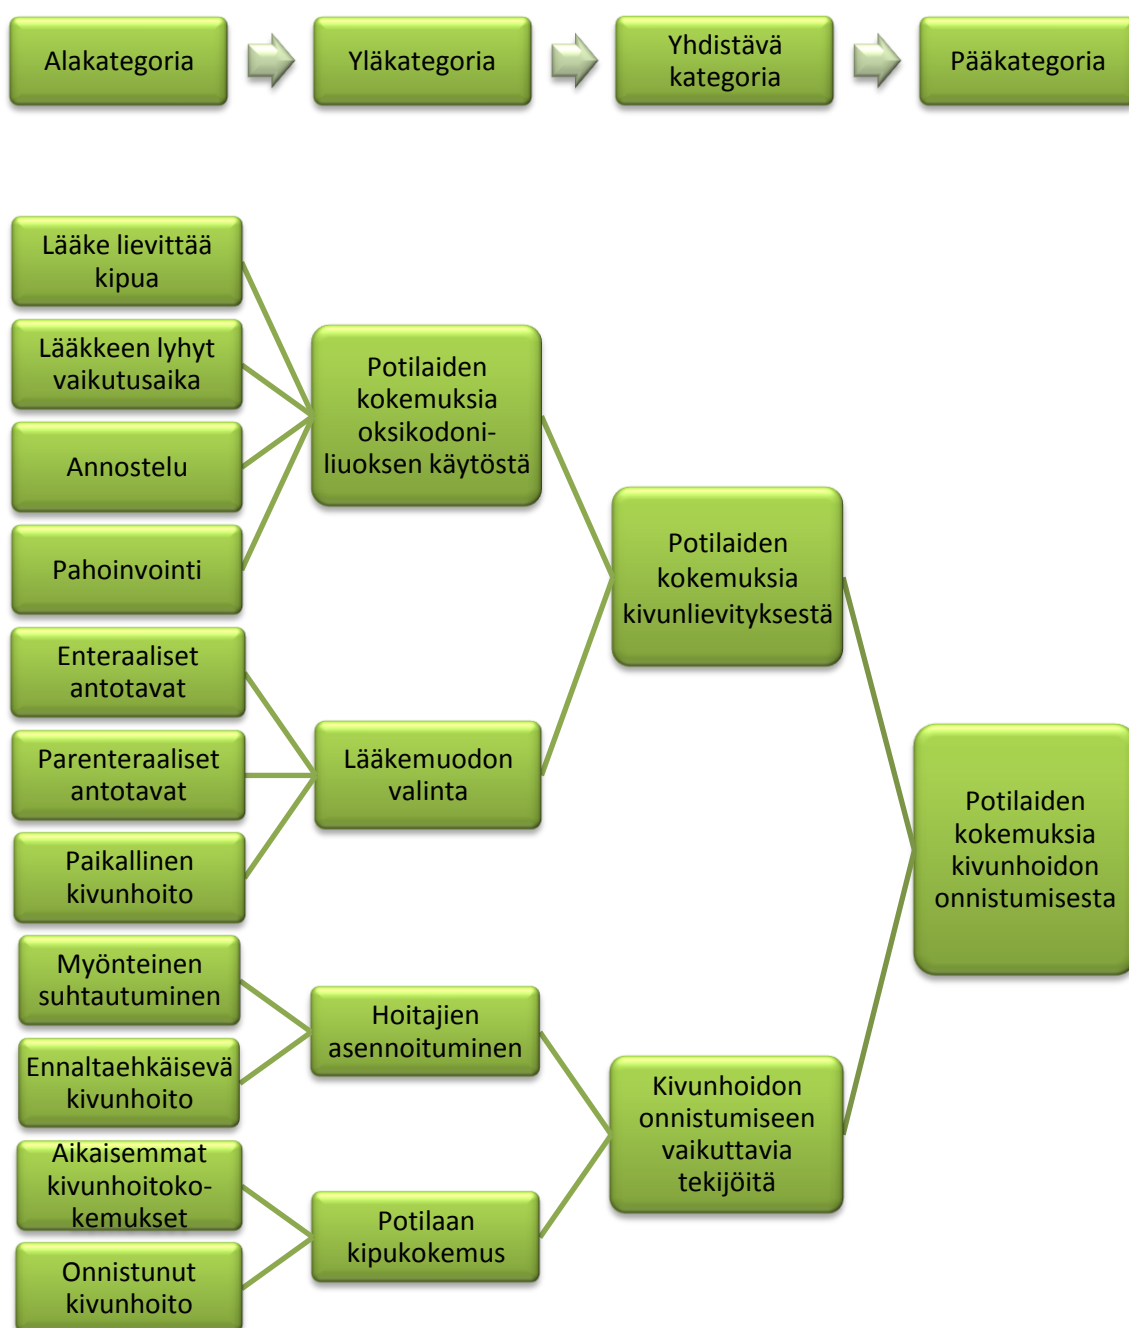 Alakategoria
Yläkategoria
Yhdistävä
kategoria
Pääkategoria
Lääke lievittää
kipua
Lääkkeen lyhyt
vaikutusaika
Annostelu
Pahoinvointi
Enteraaliset
antotavat
Parenteraaliset
antotavat
Paikallinen
kivunhoito
Myönteinen
suhtautuminen
Ennaltaehkäisevä
kivunhoito
Aikaisemmat
kivunhoitoko-
kemukset
Onnistunut
kivunhoito
Potilaiden
kokemuksia
oksikodoni-
liuoksen käytöstä
Lääkemuodon
valinta
Hoitajien
asennoituminen
Potilaan
kipukokemus
Potilaiden
kokemuksia
kivunlievityksestä
Kivunhoidon
onnistumiseen
vaikuttavia
tekijöitä
Potilaiden
kokemuksia
kivunhoidon
onnistumisesta